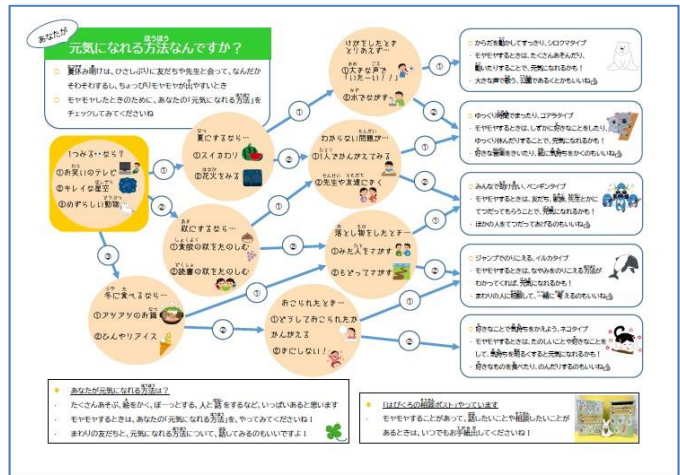 あなたが
元気になれる方法なんですか？
夏休み明けは、ひさしぶりに友だちや先生と会って、なんだか
そわそわするし、ちょっぴりモヤモヤが出やすいとき
モヤモヤしたときのために、あなたの「元気になれる方法」を
チェックしてみてくださいね
1つみる‥なら？
①お笑いのテレビ
②キレイな星空
③めずらしい動物
①
②
③
夏にするなら…
①スイカわり
②花火をみる
①
②
秋にするなら…
①食欲の秋をたのしむ
②読書の秋をたのしむ
①
②
冬に食べるなら…
①アツアツのお鍋
②ひんやりアイス
①
②
けがをしたとき
とりあえず…
①大きな声で
「いたーい！！」
②水でながす
①
②
わからない問題が…
①1人でかんがえてみる
②先生や友達にきく
①
②
落とし物をしたとき…
①みた人をさがす
②もどってさがす
①
②
おこられたとき…
①どうしておこられたか
かんがえる
②きにしない！
①
②
からだを動かしてすっきり、シロクマタイプ
モヤモヤするときは、たくさんあそんだり、
動いたりすることで、元気になれるかも！
大きな声で歌う、公園であるくとかもいいね
ゆっくり時間でまったり、コアラタイプ
モヤモヤするときは、しずかに好きなことをしたり、
ゆっくり休んだりすることで、元気になれるかも！
好きな音楽をきいたり、紙に気持ちをかくのもいいね
みんなで助け合い、ペンギンタイプ
モヤモヤするときは、友だち、家族、先生とかに
てつだってもらうことで、元気になれるかも！
ほかの人をてつだってあげるのもいいね
ジャンプでのりこえる、イルカタイプ
モヤモヤするときは、なやみをのりこえる方法が
わかってくれば、元気になれるかも！
まわりの人に相談して、一緒に考えるのもいいね
好きなことで気持ちをかえよう、ネコタイプ
モヤモヤするときは、たのしいことや好きなことを
して、気持ちを明るくすると元気になれるかも！
好きなものを食べたり、のんだりするのもいいね
あなたが元気になれる方法は？
たくさんあそぶ、絵をかく、ぼーっとする、人と話をするなど、いっぱいあると思います
モヤモヤするときは、あなたの「元気になれる方法」を、やってみてくださいね！
まわりの友だちと、元気になれる方法について、話してみるのもいいですよ！
「はぴくろの相談ポスト」やっています
モヤモヤすることがあって、話したいことや相談したいことが
あるときは、いつでもお手紙出してくださいね！